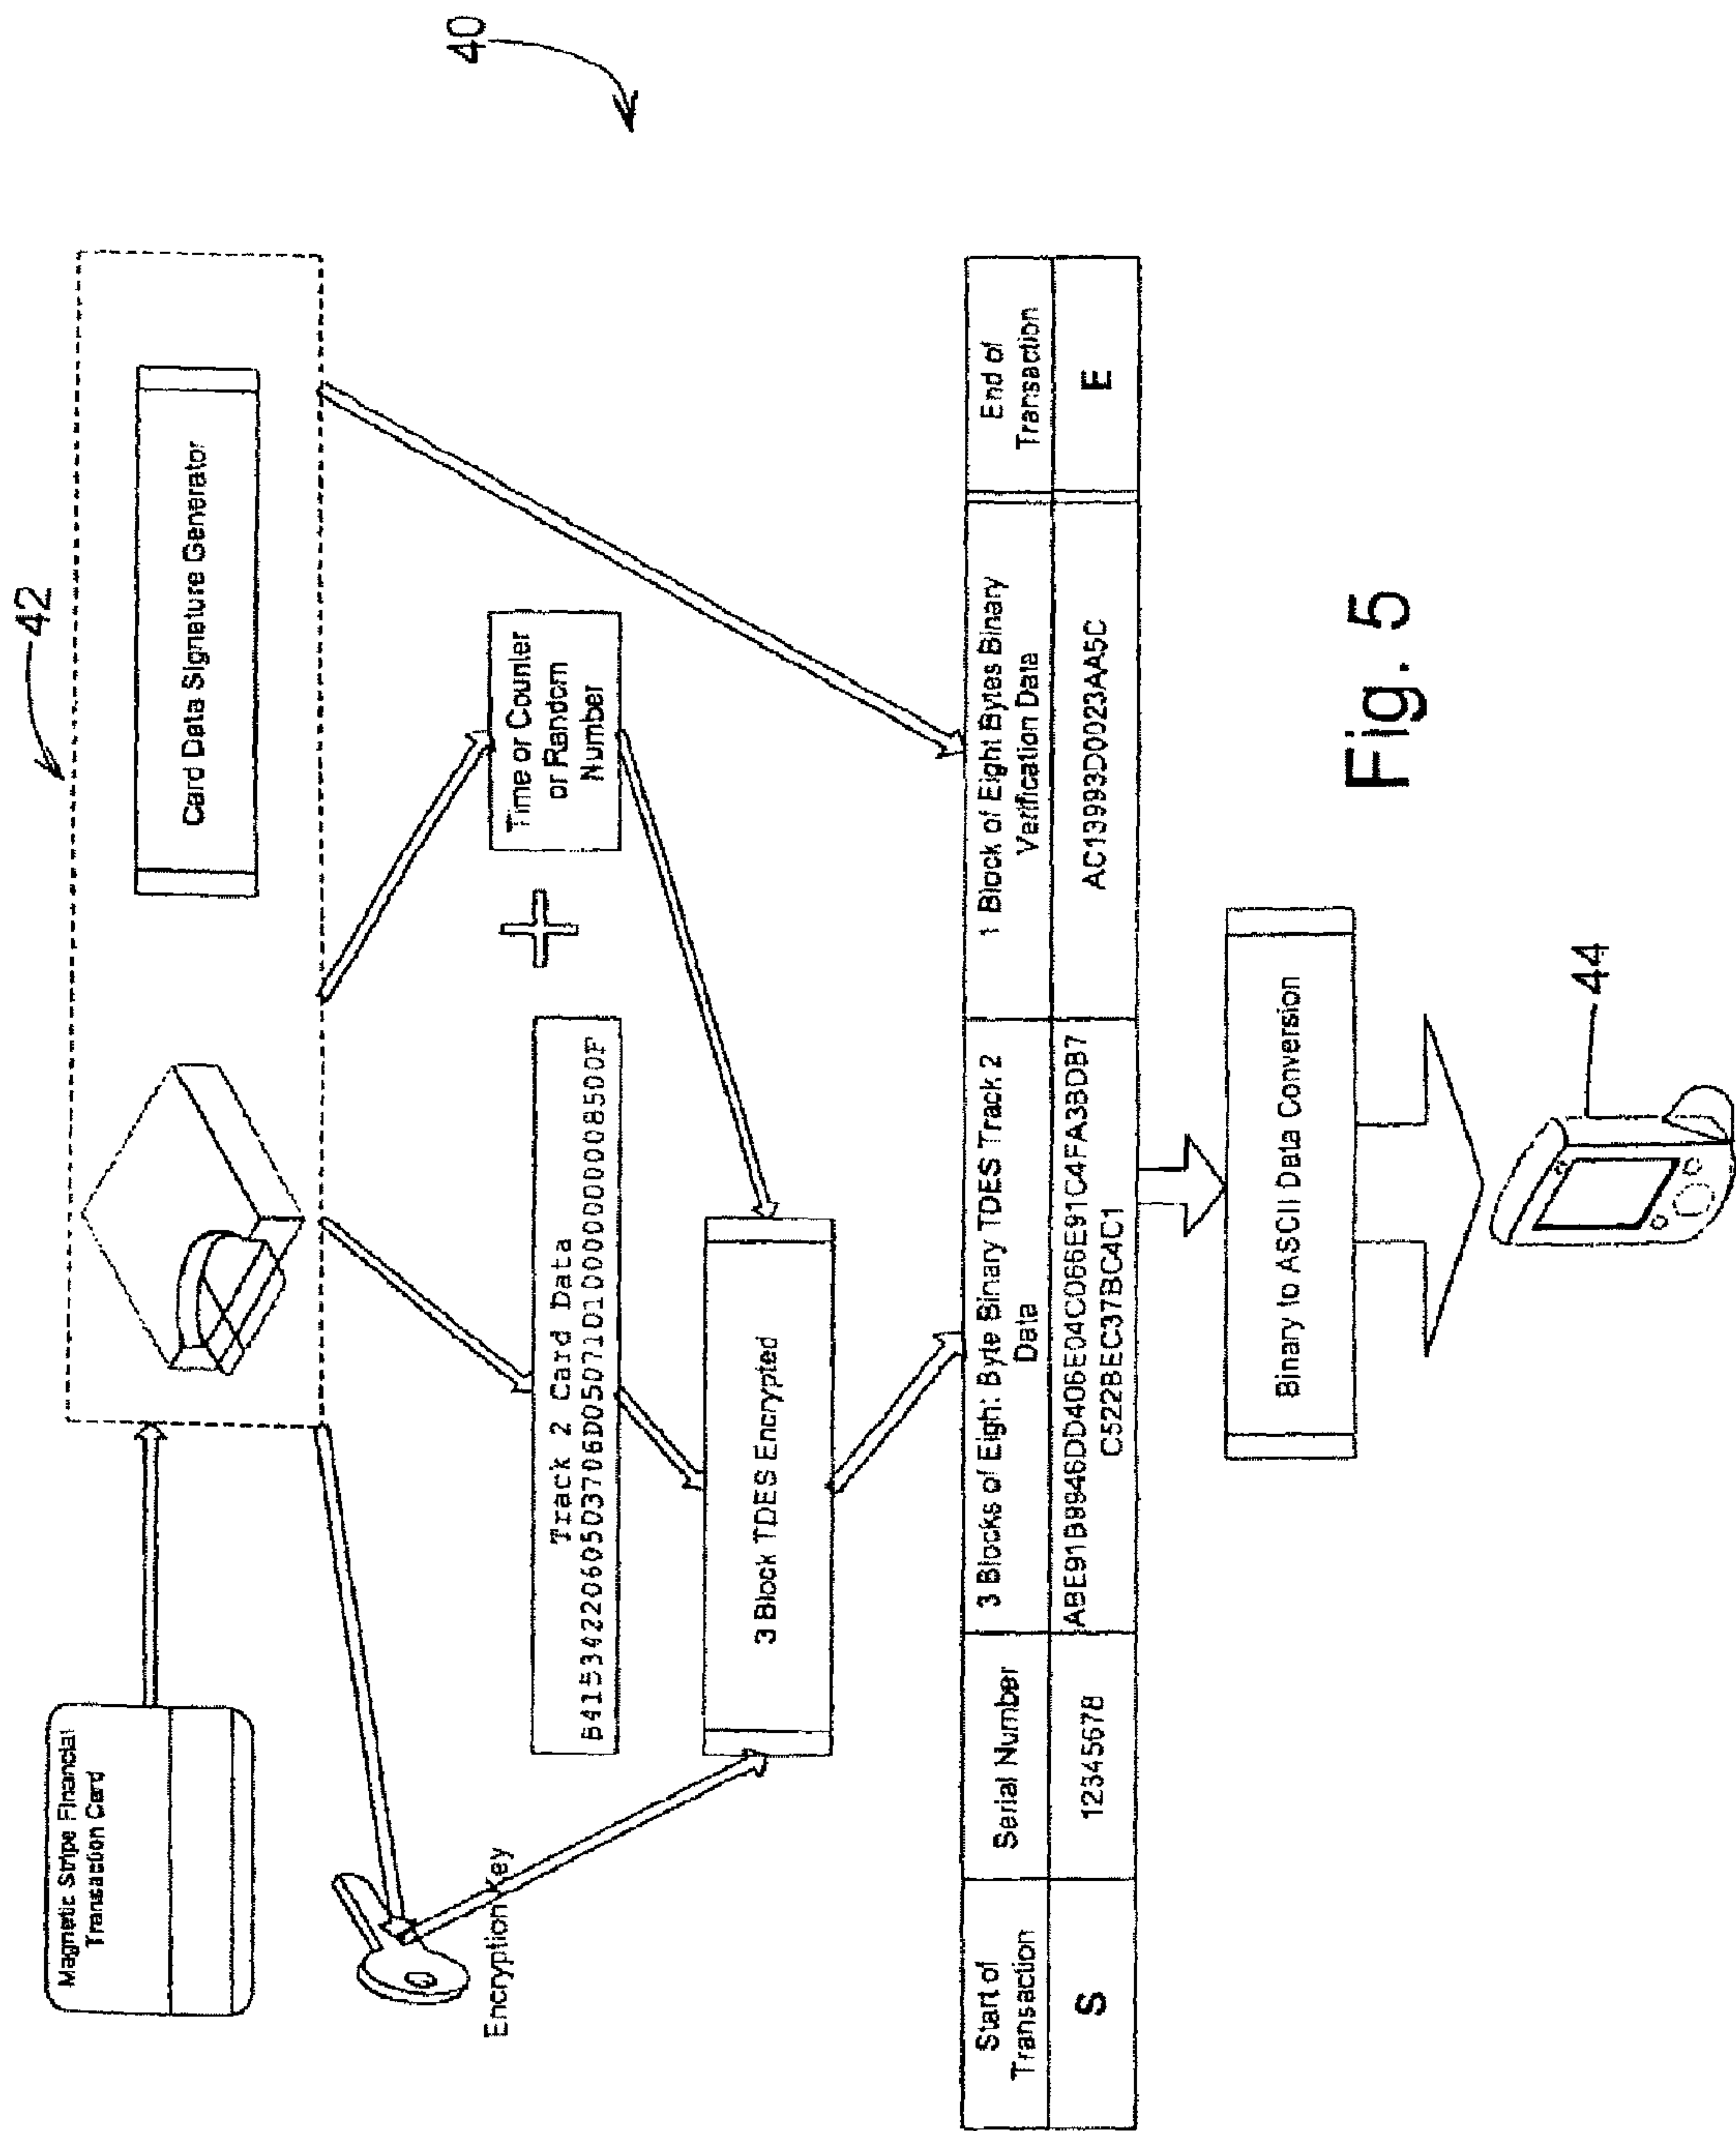 40
42
Magnetic Stripe Financial
Transaction Card
Card Data Signature Generator
Encryption Key
Track 2 Card Data
Time or Counter
or Random
Number
3 Block TDES Encrypted
Start of
Transaction
Serial Number
3 Blocks of Eight Byte Binary TDES Track 2
Data
1 Block of Eight Bytes Binary
Verification Data
End of
Transaction
S
12345678
ABE91B9946DD406E04C066E91C4FA3BDB7
C522BEC37BC4C1
AC13993D0023AA5C
E
Binary to ASCII Data Conversion
44
Fig. 5